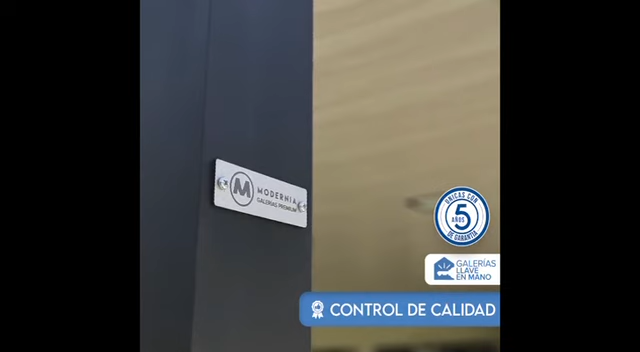 M MODERNIA
GALERÍAS PREMIUM
ÚNICAS CON
5
AÑOS
DE GARANTÍA
GALERÍAS
LLAVE
EN MANO
CONTROL DE CALIDAD